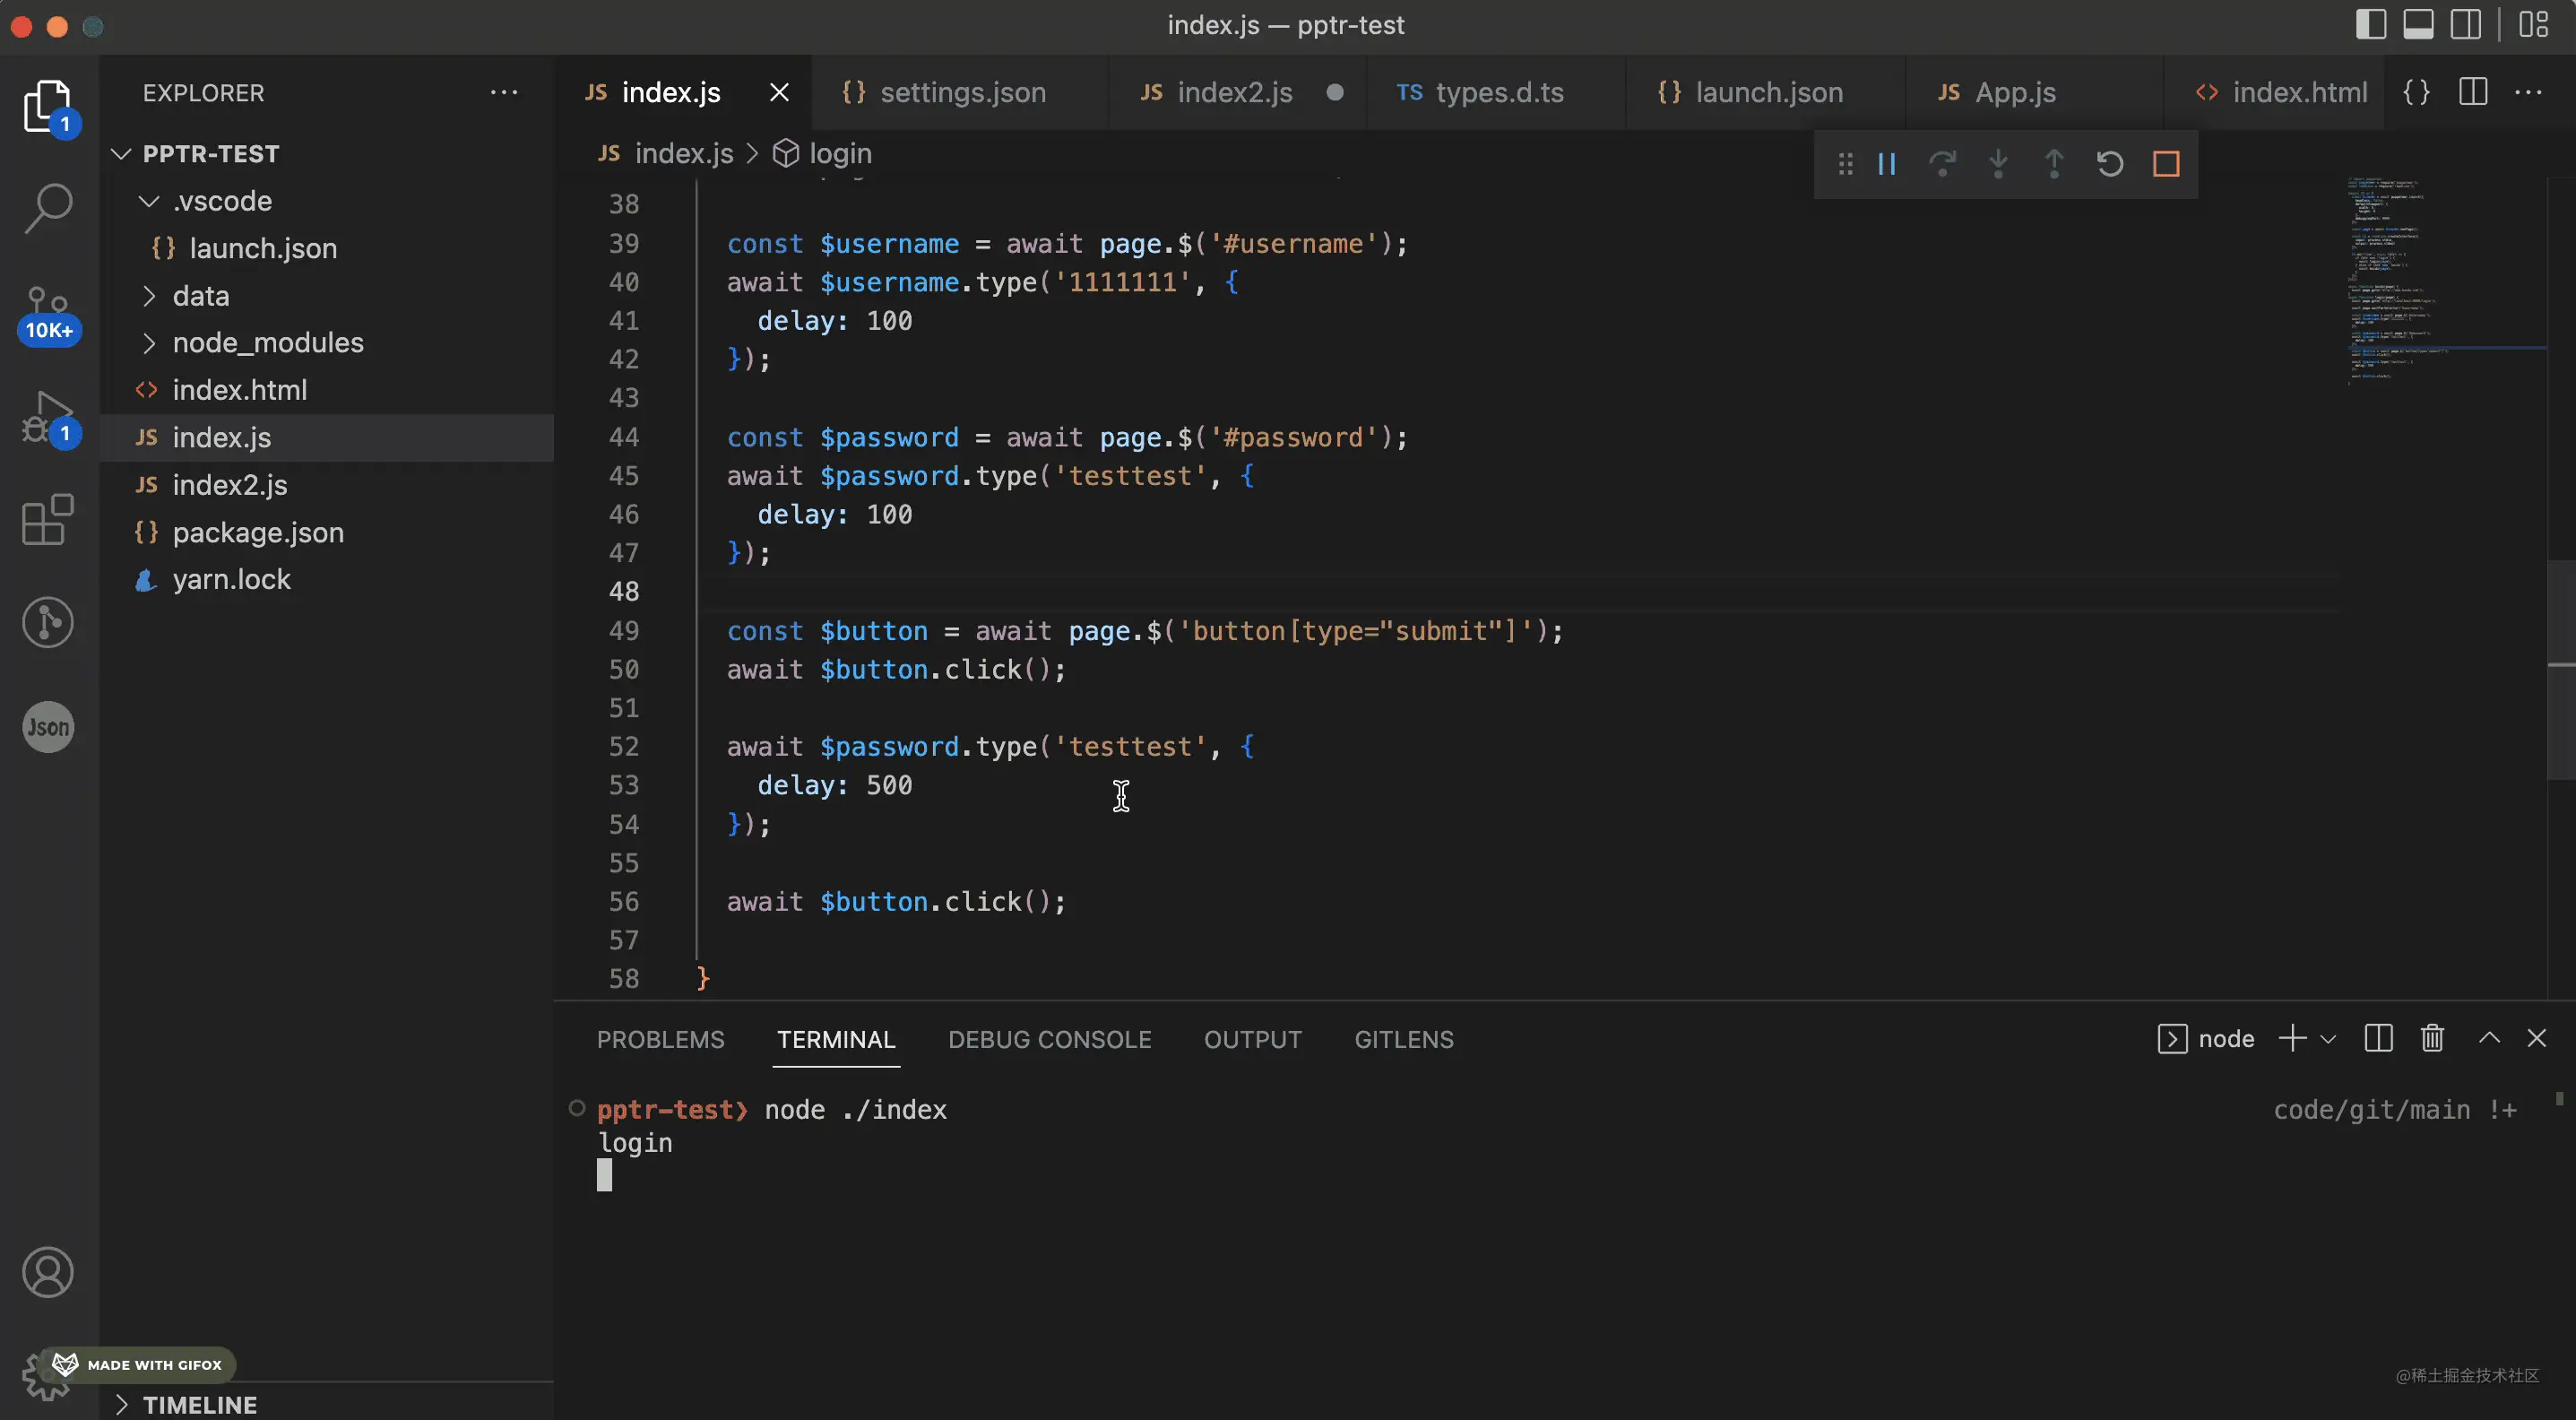 index.js — pptr-test
EXPLORER
JS index.js
{} settings.json
JS index2.js
TS types.d.ts
{} launch.json
JS App.js
<> index.html
{}
1
10K+
1
Json
PPTR-TEST
.vscode
{} launch.json
data
node_modules
<> index.html
JS index.js
JS index2.js
{} package.json
yarn.lock
JS index.js > login
38
39 const $username = await page.$('#username');
40 await $username.type('1111111', {
41 delay: 100
42 });
43
44 const $password = await page.$('#password');
45 await $password.type('testtest', {
46 delay: 100
47 });
48
49 const $button = await page.$('button[type="submit"]');
50 await $button.click();
51
52 await $password.type('testtest', {
53 delay: 500
54 });
55
56 await $button.click();
57
58 }
PROBLEMS
TERMINAL
DEBUG CONSOLE
OUTPUT
GITLENS
node
pptr-test❯ node ./index
code/git/main !+
login
MADE WITH GIFOX
TIMELINE
@稀土掘金技术社区